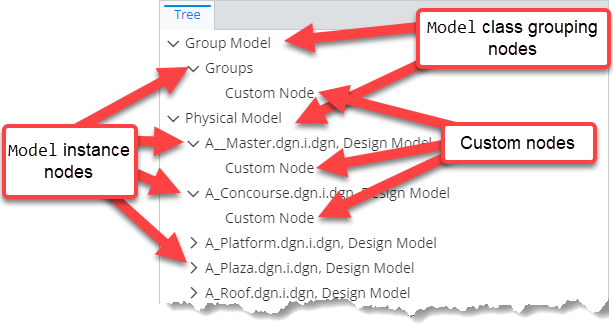 Tree
Group Model
Groups
Custom Node
Physical Model
A__Master.dgn.i.dgn, Design Model
Custom Node
A_Concourse.dgn.i.dgn, Design Model
Custom Node
A_Platform.dgn.i.dgn, Design Model
A_Plaza.dgn.i.dgn, Design Model
A_Roof.dgn.i.dgn, Design Model
Model class grouping
nodes
Model instance
nodes
Custom nodes